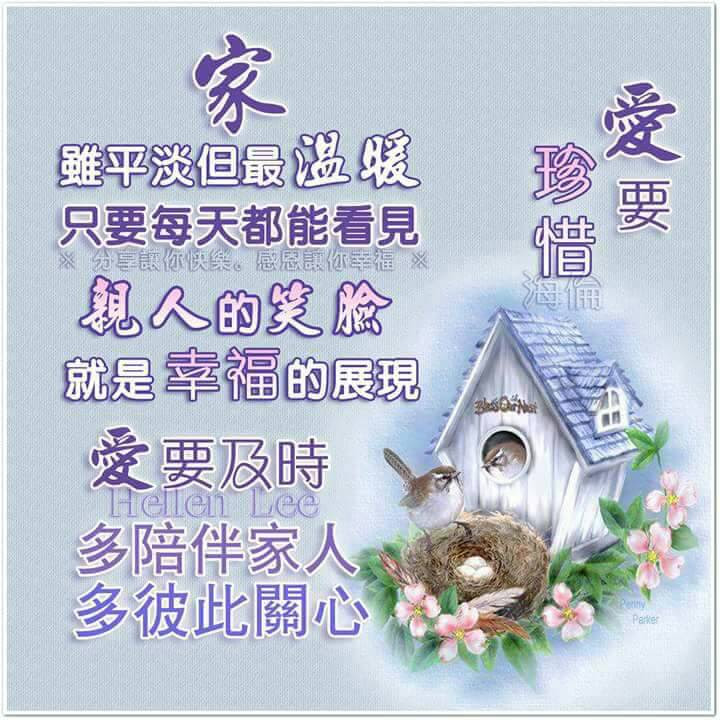 家
雖平淡但最溫暖
只要每天都能看見
※ 分享讓你快樂。感恩讓你幸福 ※
親人的笑臉
就是幸福的展現
愛要及時
Hellen Lee
多陪伴家人
多彼此關心
愛要
珍惜
海倫
Bless Our Nest
Penny
Parker